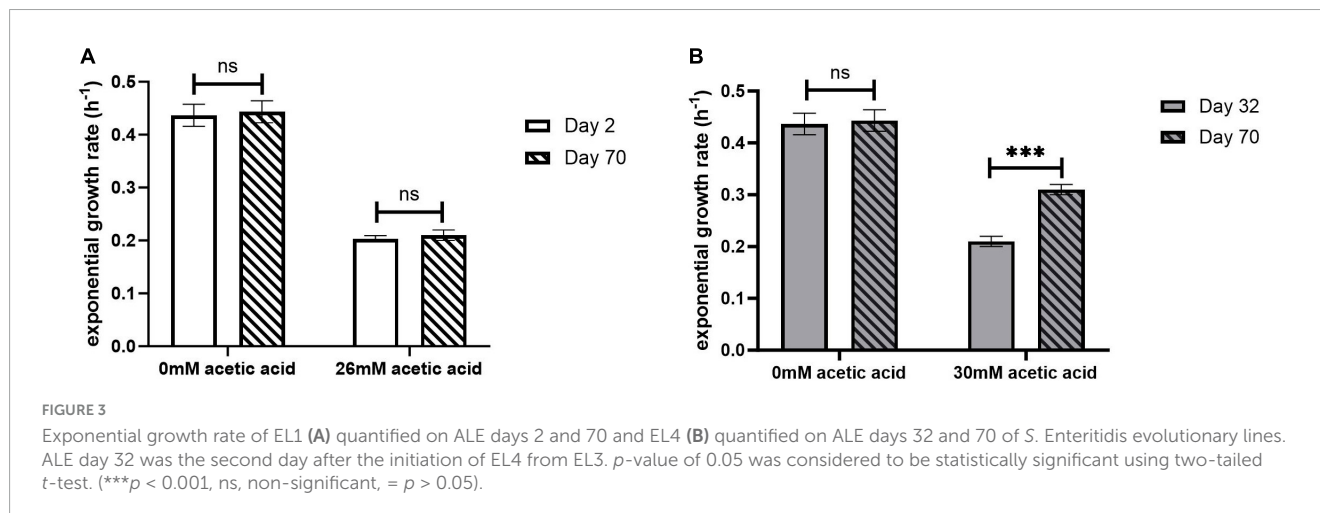 A
exponential growth rate (h⁻¹)
0.5
0.4
0.3
0.2
0.1
0.0
ns
ns
0mM acetic acid
26mM acetic acid
Day 2
Day 70
B
exponential growth rate (h⁻¹)
0.5
0.4
0.3
0.2
0.1
0.0
ns
***
0mM acetic acid
30mM acetic acid
Day 32
Day 70
FIGURE 3
Exponential growth rate of EL1 (A) quantified on ALE days 2 and 70 and EL4 (B) quantified on ALE days 32 and 70 of S. Enteritidis evolutionary lines.
ALE day 32 was the second day after the initiation of EL4 from EL3. p-value of 0.05 was considered to be statistically significant using two-tailed
t-test. (***p < 0.001, ns, non-significant, = p > 0.05).